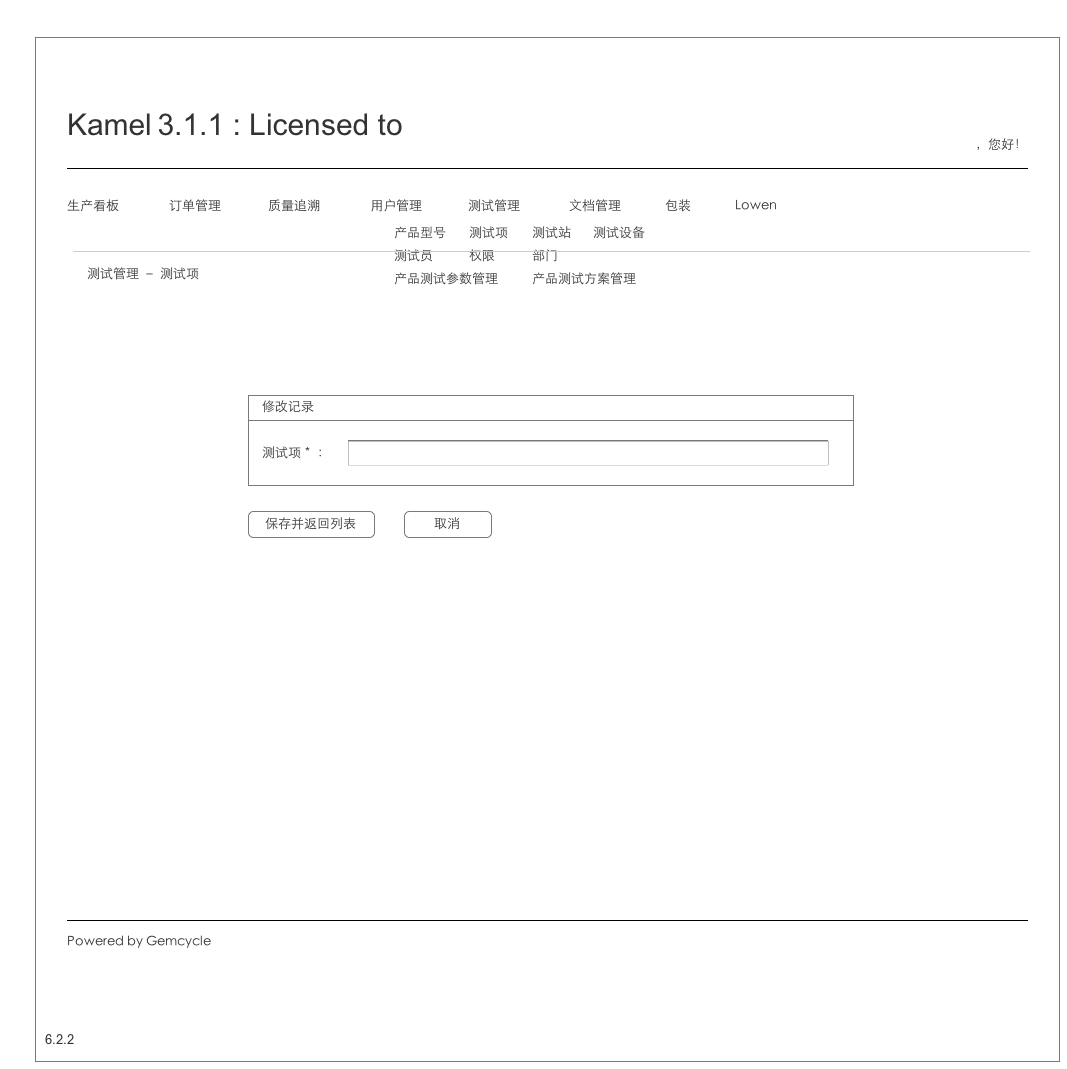 Kamel 3.1.1 : Licensed to
，您好！
生产看板 订单管理 质量追溯 用户管理 测试管理 文档管理 包装 Lowen
产品型号 测试项 测试站 测试设备
测试员 权限 部门
测试管理 – 测试项
产品测试参数管理 产品测试方案管理
修改记录
测试项 * ：
保存并返回列表 取消
Powered by Gemcycle
6.2.2